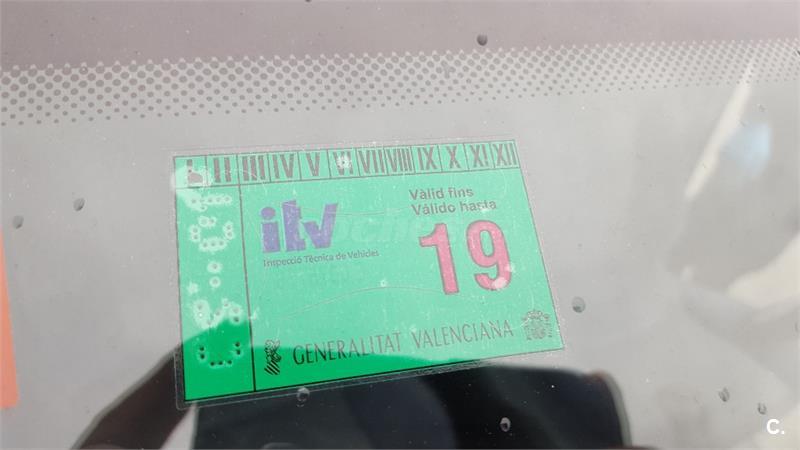 I II III IV V VI VII VIII IX X XI XII
itv
Inspecció Tècnica de Vehicles
Vàlid fins
Válido hasta
19
GENERALITAT VALENCIANA
C.